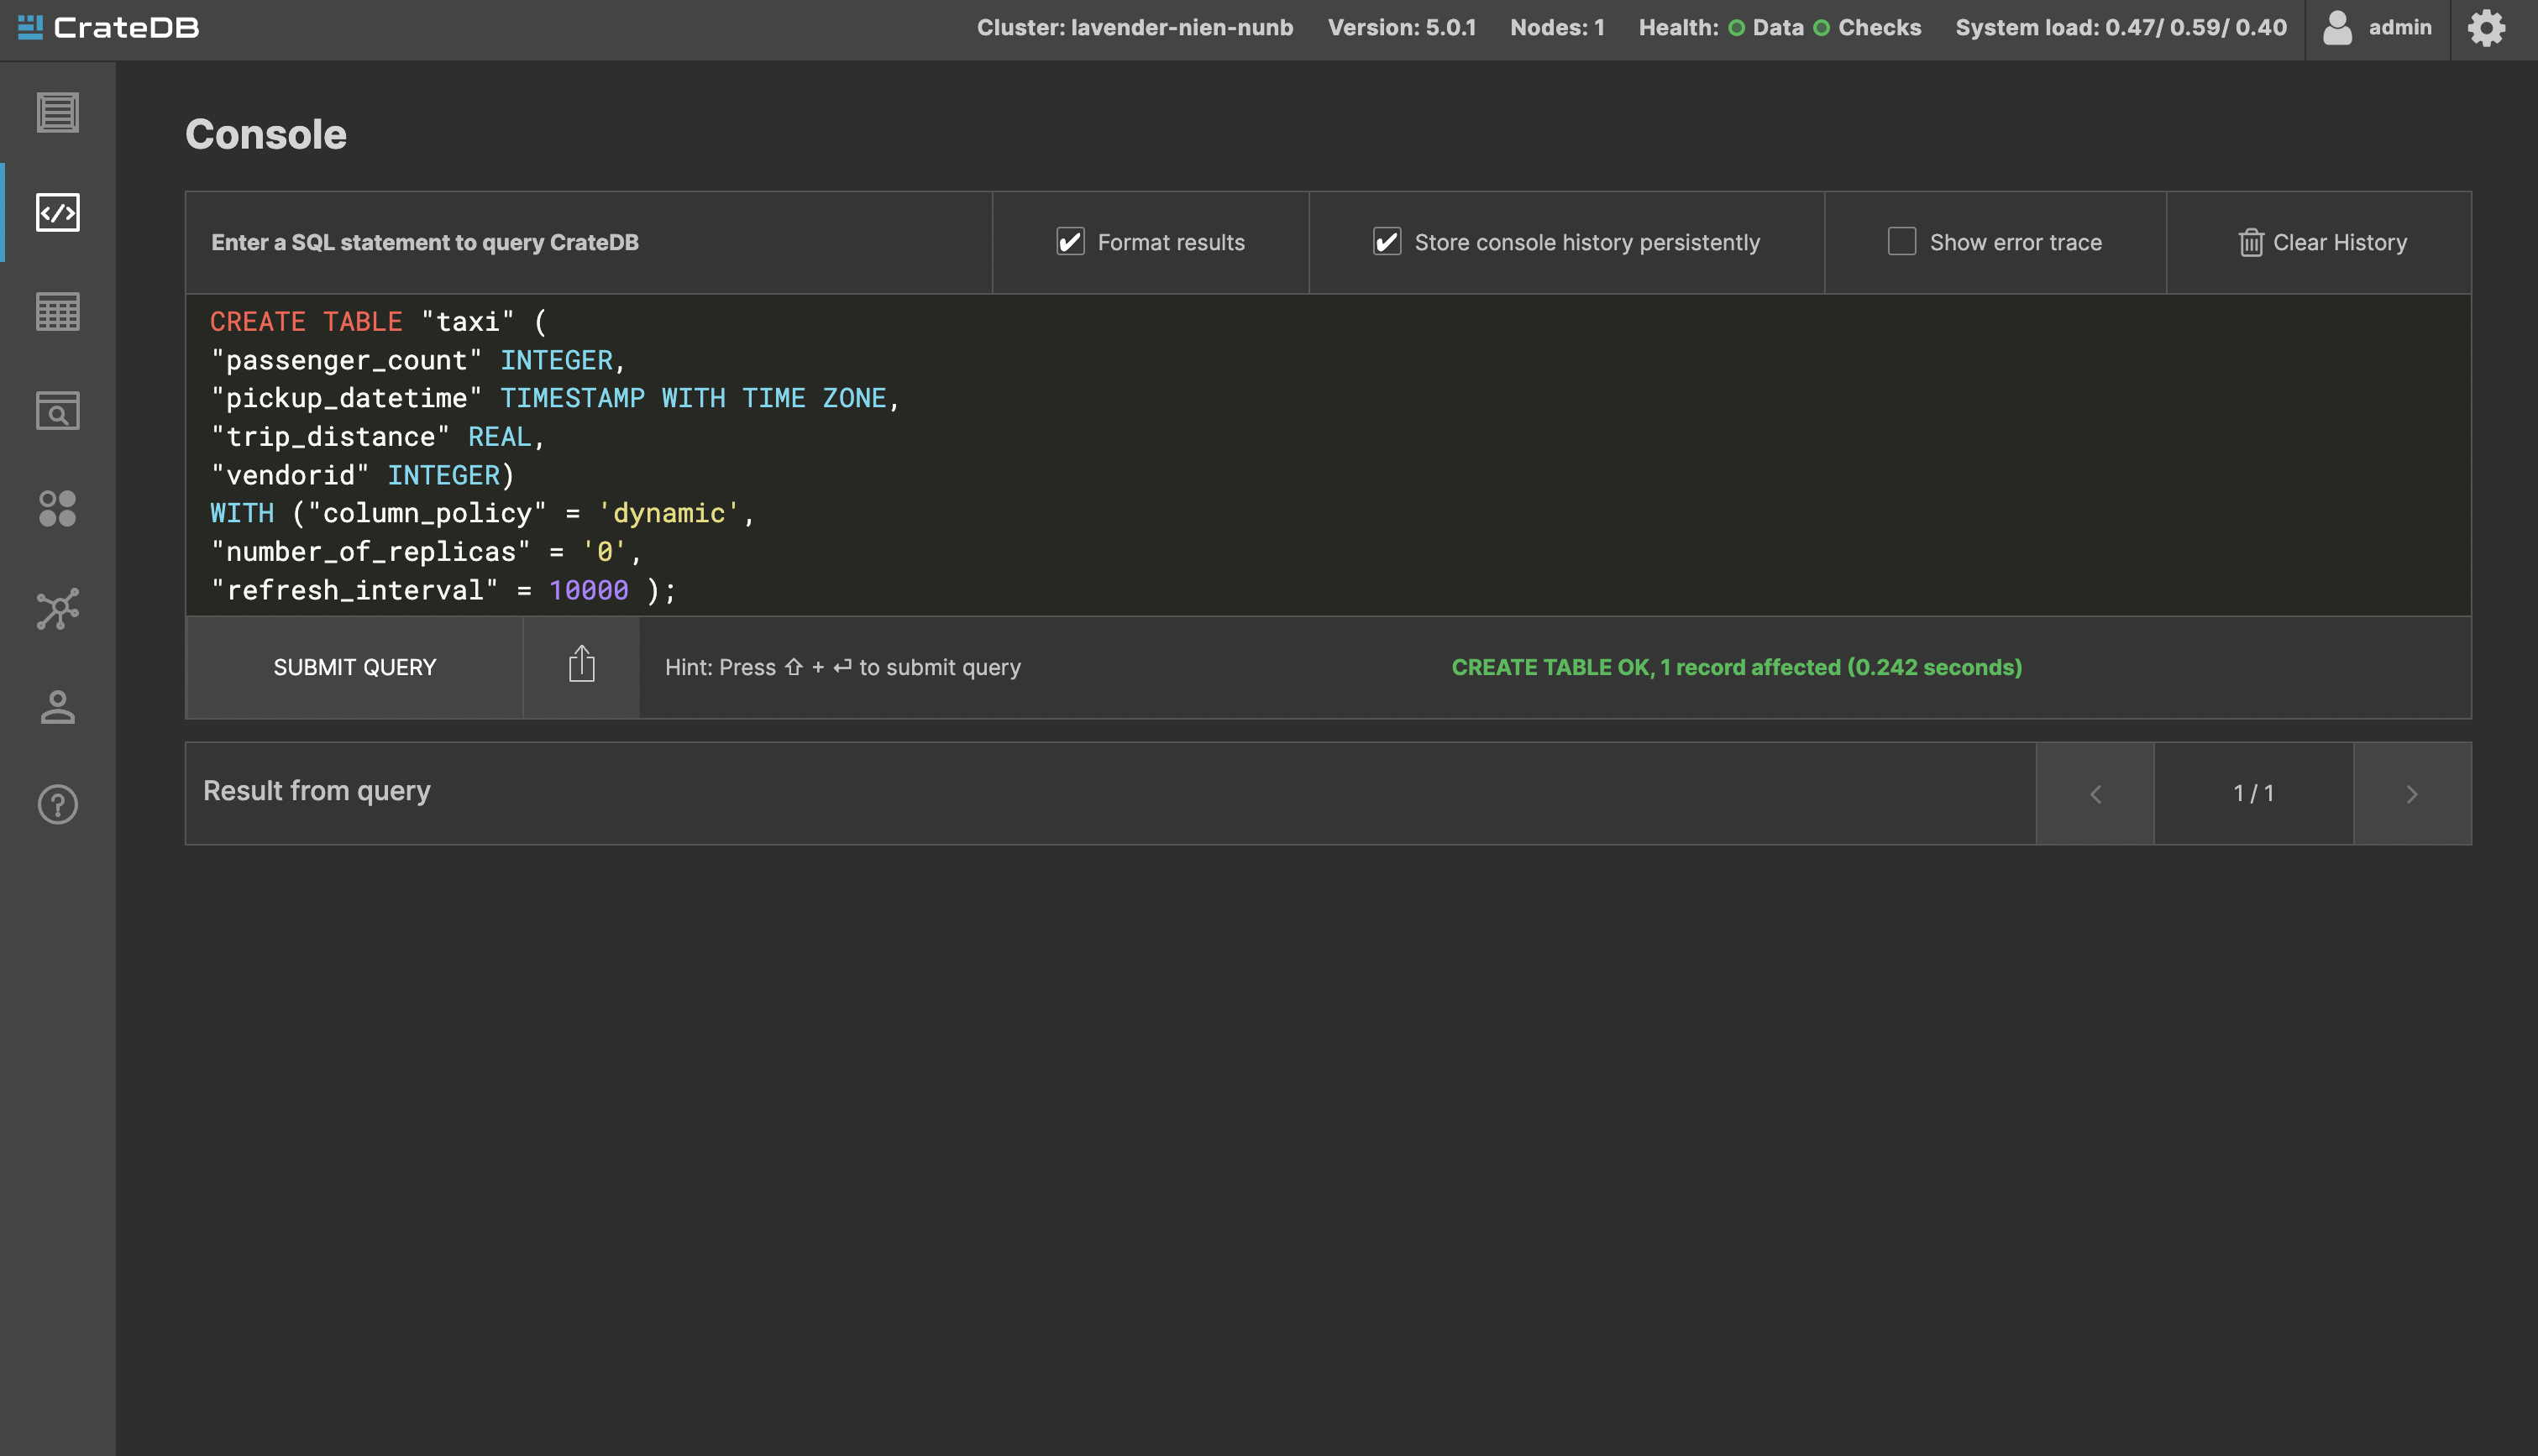 CrateDB
Cluster: lavender-nien-nunb Version: 5.0.1 Nodes: 1 Health: Data Checks System load: 0.47/ 0.59/ 0.40 admin
Console
Enter a SQL statement to query CrateDB Format results Store console history persistently Show error trace Clear History
CREATE TABLE "taxi" (
"passenger_count" INTEGER,
"pickup_datetime" TIMESTAMP WITH TIME ZONE,
"trip_distance" REAL,
"vendorid" INTEGER)
WITH ("column_policy" = 'dynamic',
"number_of_replicas" = '0',
"refresh_interval" = 10000 );
SUBMIT QUERY Hint: Press ⇧ + ↵ to submit query CREATE TABLE OK, 1 record affected (0.242 seconds)
Result from query 1 / 1